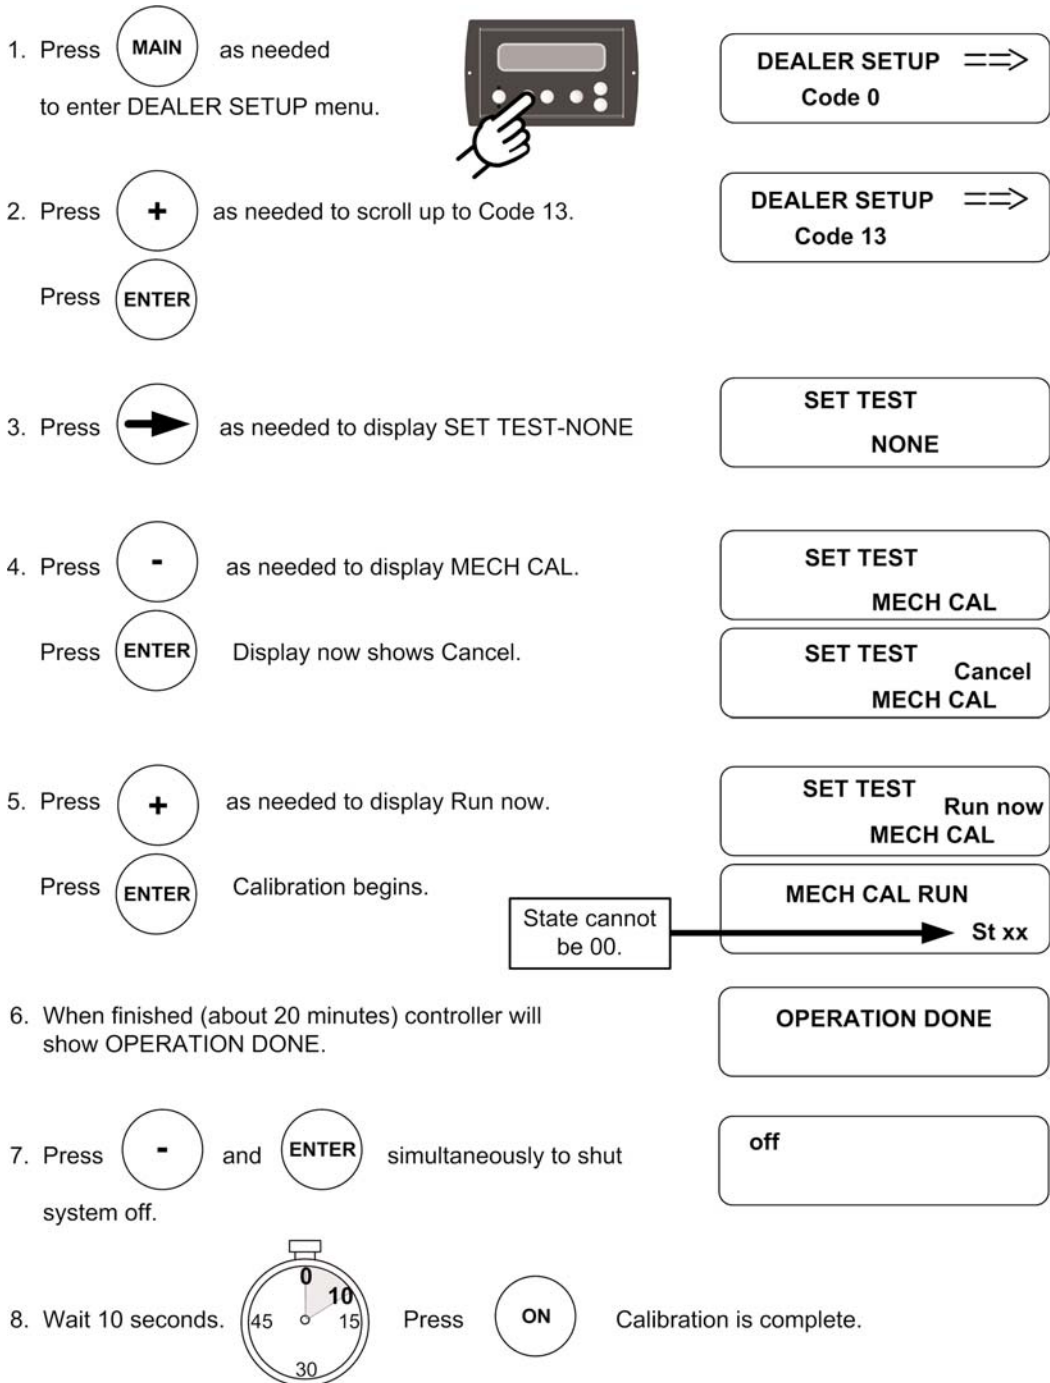 1. Press MAIN as needed
to enter DEALER SETUP menu.
DEALER SETUP ==>
Code 0
2. Press + as needed to scroll up to Code 13.
Press ENTER
DEALER SETUP ==>
Code 13
3. Press as needed to display SET TEST-NONE
SET TEST
NONE
4. Press - as needed to display MECH CAL.
SET TEST
MECH CAL
Press ENTER Display now shows Cancel.
SET TEST
Cancel
MECH CAL
5. Press + as needed to display Run now.
SET TEST
Run now
MECH CAL
Press ENTER Calibration begins.
State cannot
be 00.
MECH CAL RUN
St xx
6. When finished (about 20 minutes) controller will
show OPERATION DONE.
OPERATION DONE
7. Press - and ENTER simultaneously to shut
system off.
off
8. Wait 10 seconds. Press ON Calibration is complete.
0
10
15
30
45